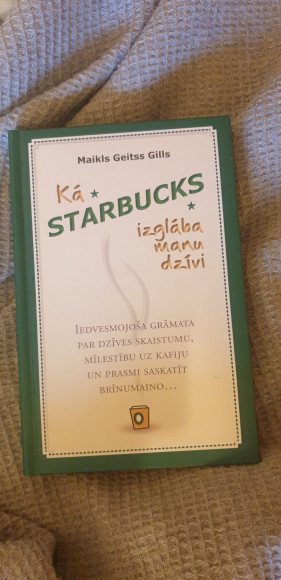 Maikls Geitss Gills
Kā
STARBUCKS
izglāba
manu
dzīvi
IEDVESMOJOŠA GRĀMATA
PAR DZĪVES SKAISTUMU,
MĪLESTĪBU UZ KAFIJU
UN PRASMI SASKATĪT
BRĪNUMAINO...